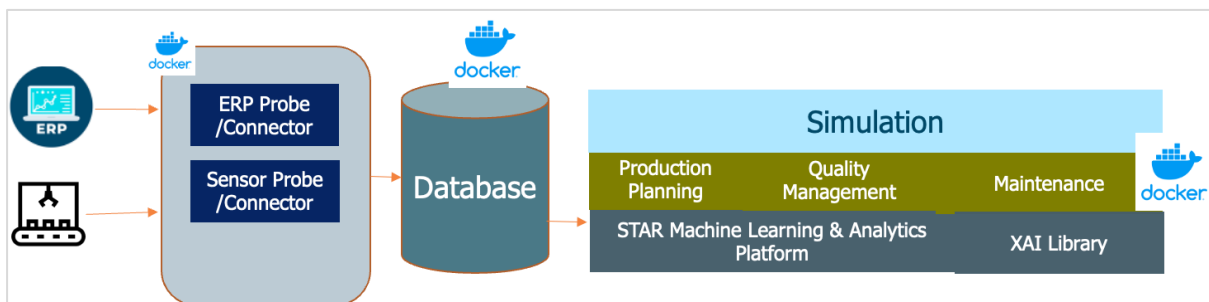 docker
ERP
ERP Probe
/Connector
Sensor Probe
/Connector
docker
Database
Simulation
Production
Planning
Quality
Management
Maintenance
docker
STAR Machine Learning & Analytics
Platform
XAI Library